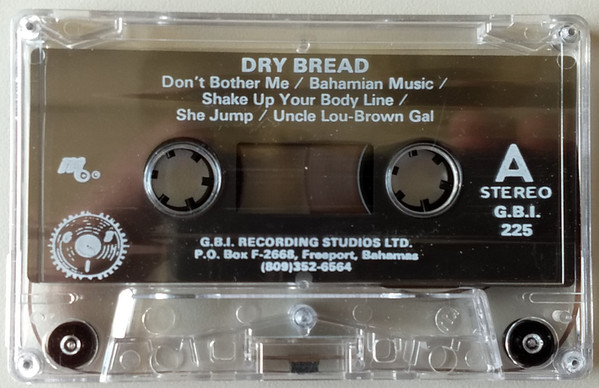 DRY BREAD
Don't Bother Me / Bahamian Music /
Shake Up Your Body Line /
She Jump / Uncle Lou-Brown Gal
A
STEREO
G.B.I.
225
G.B.I. RECORDING STUDIOS LTD.
P.O. Box F-2668, Freeport, Bahamas
(809)352-6564